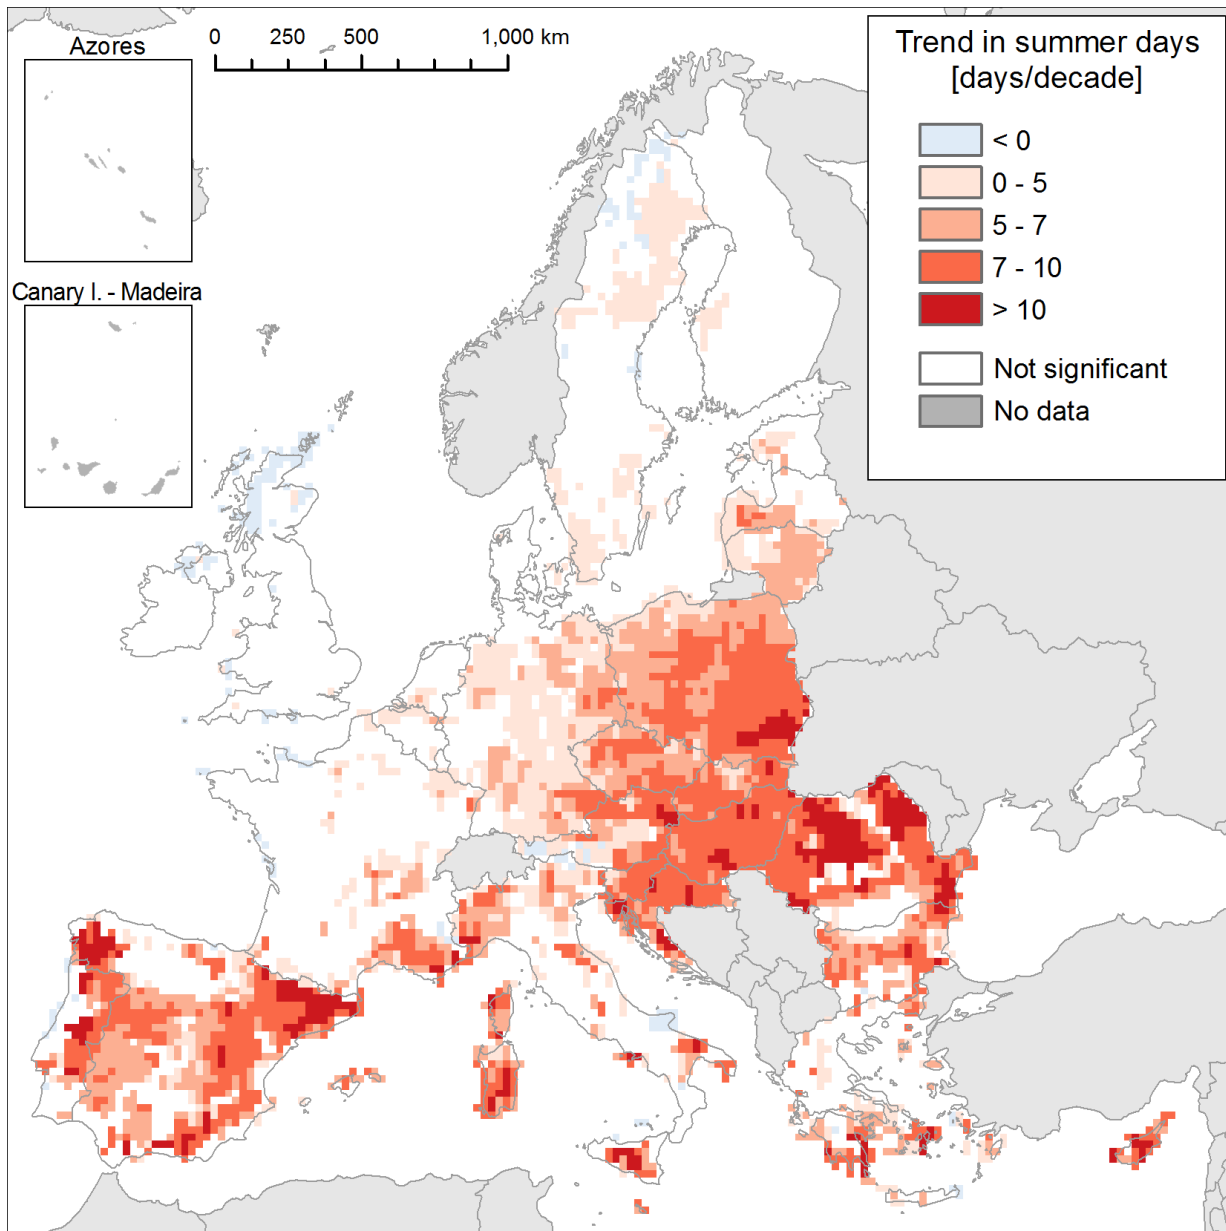 Azores
0 250 500 1,000 km
Canary I. - Madeira
Trend in summer days
[days/decade]
< 0
0 - 5
5 - 7
7 - 10
> 10
Not significant
No data